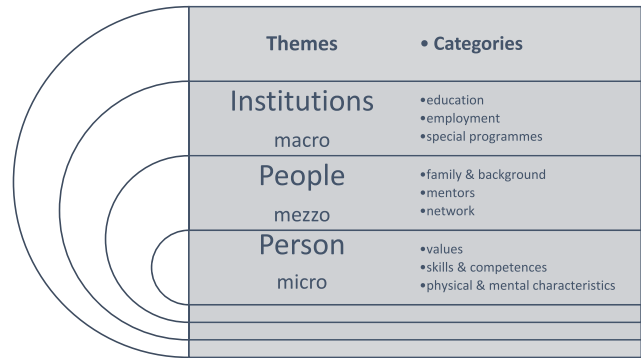 Themes • Categories
Institutions
macro
•education
•employment
•special programmes
People
mezzo
•family & background
•mentors
•network
Person
micro
•values
•skills & competences
•physical & mental characteristics